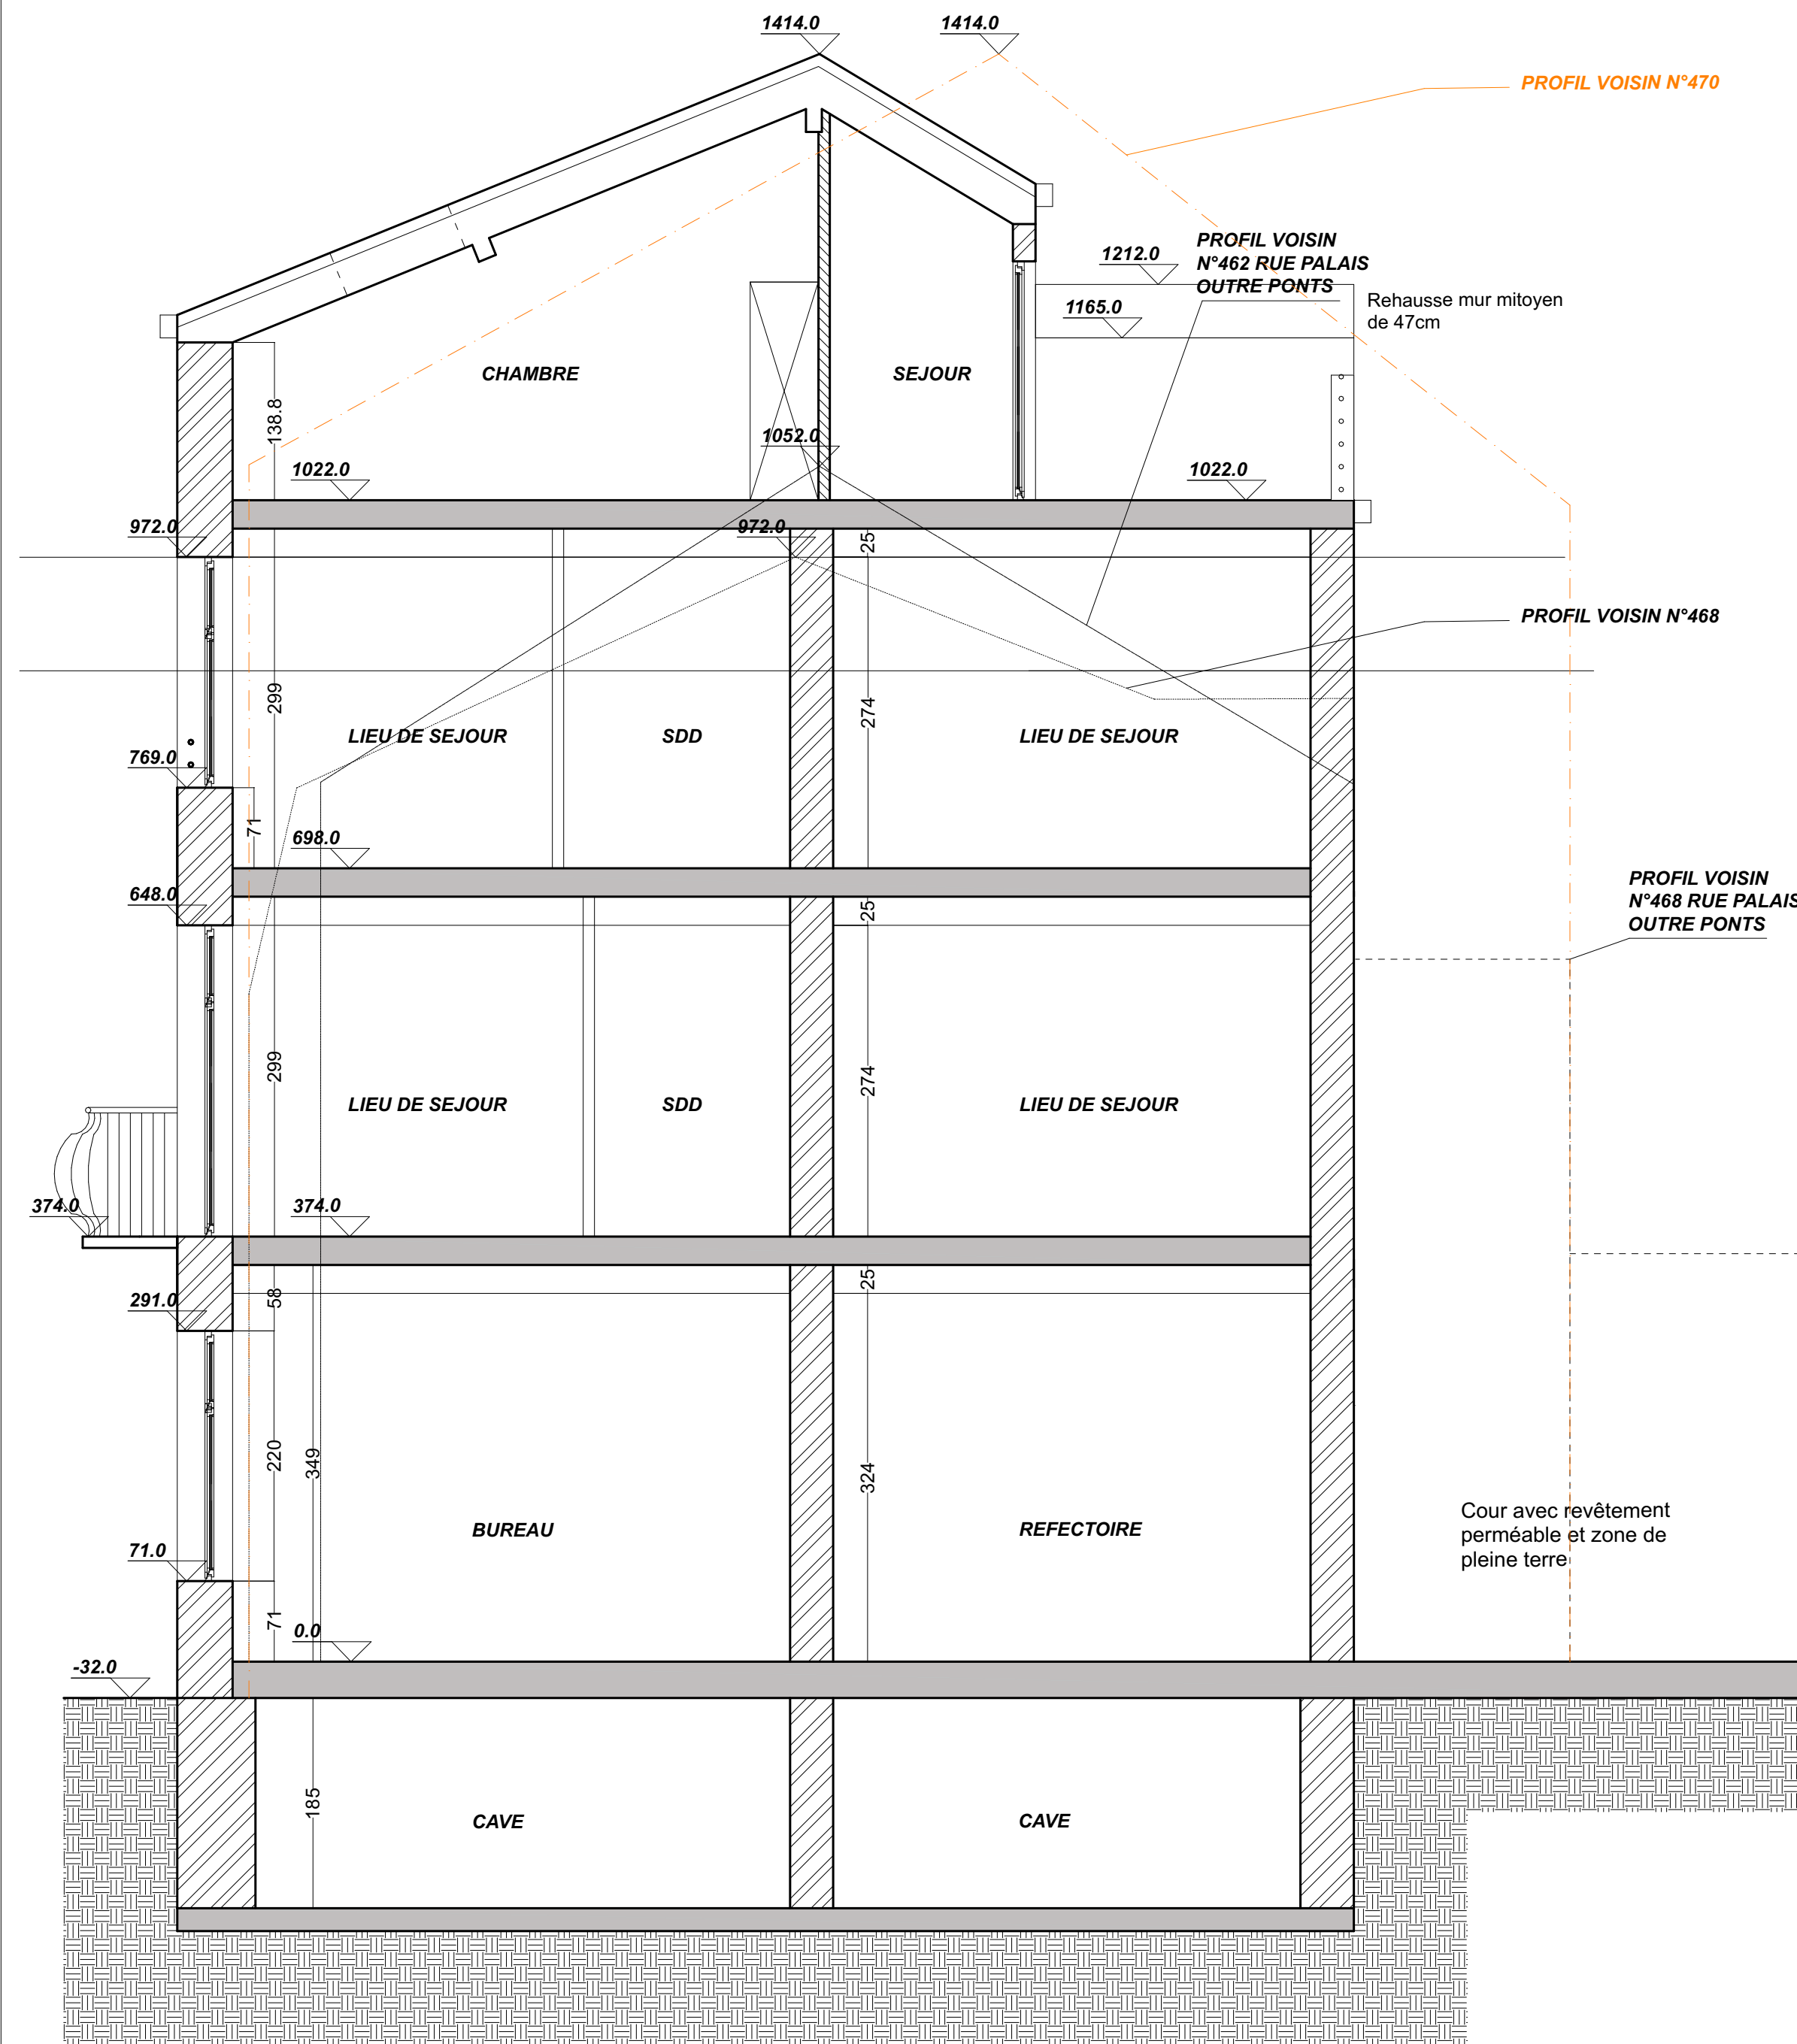 1414.0
1414.0
PROFIL VOISIN N°470
PROFIL VOISIN
N°462 RUE PALAIS
OUTRE PONTS
1212.0
1165.0
Rehausse mur mitoyen
de 47cm
CHAMBRE
SEJOUR
138.8
1052.0
1022.0
1022.0
972.0
972.0
25
PROFIL VOISIN N°468
299
274
LIEU DE SEJOUR
SDD
LIEU DE SEJOUR
769.0
71
698.0
648.0
25
PROFIL VOISIN
N°468 RUE PALAIS
OUTRE PONTS
299
274
LIEU DE SEJOUR
SDD
LIEU DE SEJOUR
374.0
374.0
291.0
58
25
220
349
324
BUREAU
REFECTOIRE
Cour avec revêtement
perméable et zone de
pleine terre
71.0
71
0.0
-32.0
185
CAVE
CAVE